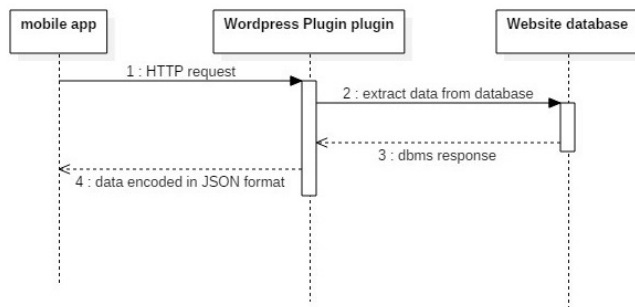 mobile app
Wordpress Plugin plugin
Website database
1 : HTTP request
2 : extract data from database
3 : dbms response
4 : data encoded in JSON format